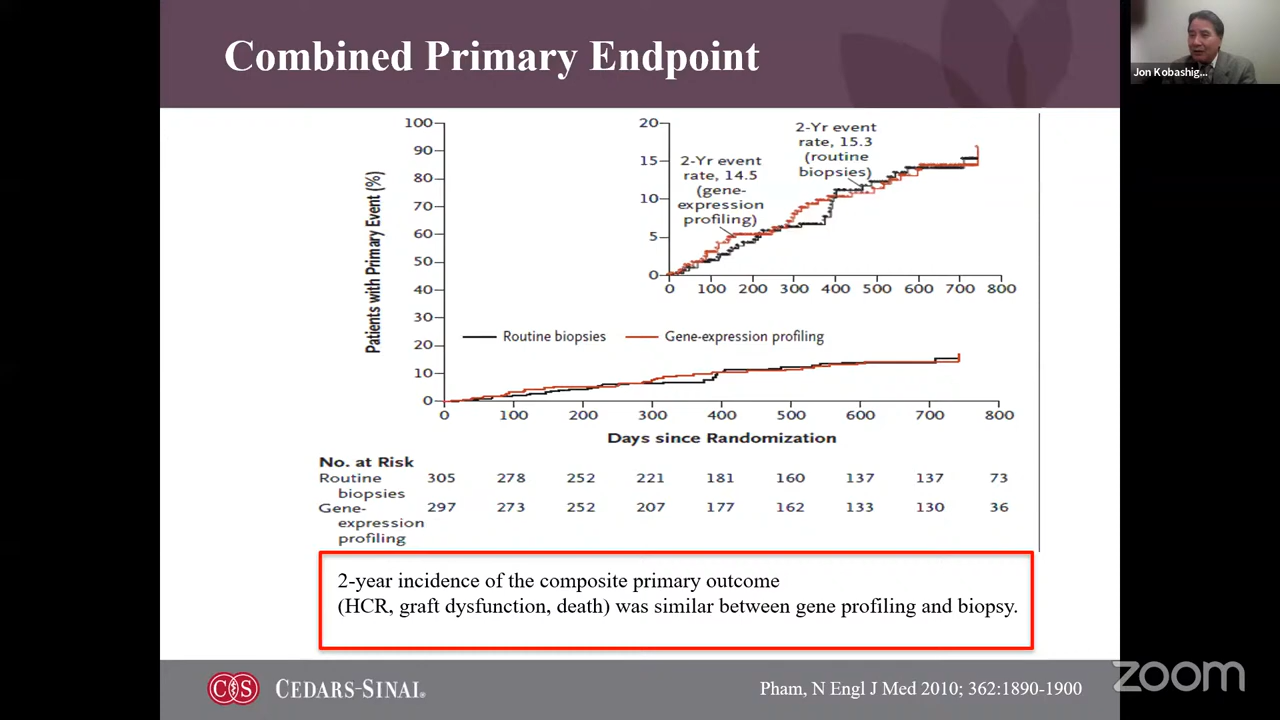 Combined Primary Endpoint
Jon Kobashig...
Patients with Primary Event (%)
100
90
80
70
60
50
40
30
20
10
0
0 100 200 300 400 500 600 700 800
Days since Randomization
20
15
10
5
0
0 100 200 300 400 500 600 700 800
2-Yr event
rate, 14.5
(gene-
expression
profiling)
2-Yr event
rate, 15.3
(routine
biopsies)
Routine biopsies Gene-expression profiling
No. at Risk
Routine
biopsies 305 278 252 221 181 160 137 137 73
Gene-
expression
profiling 297 273 252 207 177 162 133 130 36
2-year incidence of the composite primary outcome
(HCR, graft dysfunction, death) was similar between gene profiling and biopsy.
CS CEDARS-SINAI®
Pham, N Engl J Med 2010; 362:1890-1900
zoom